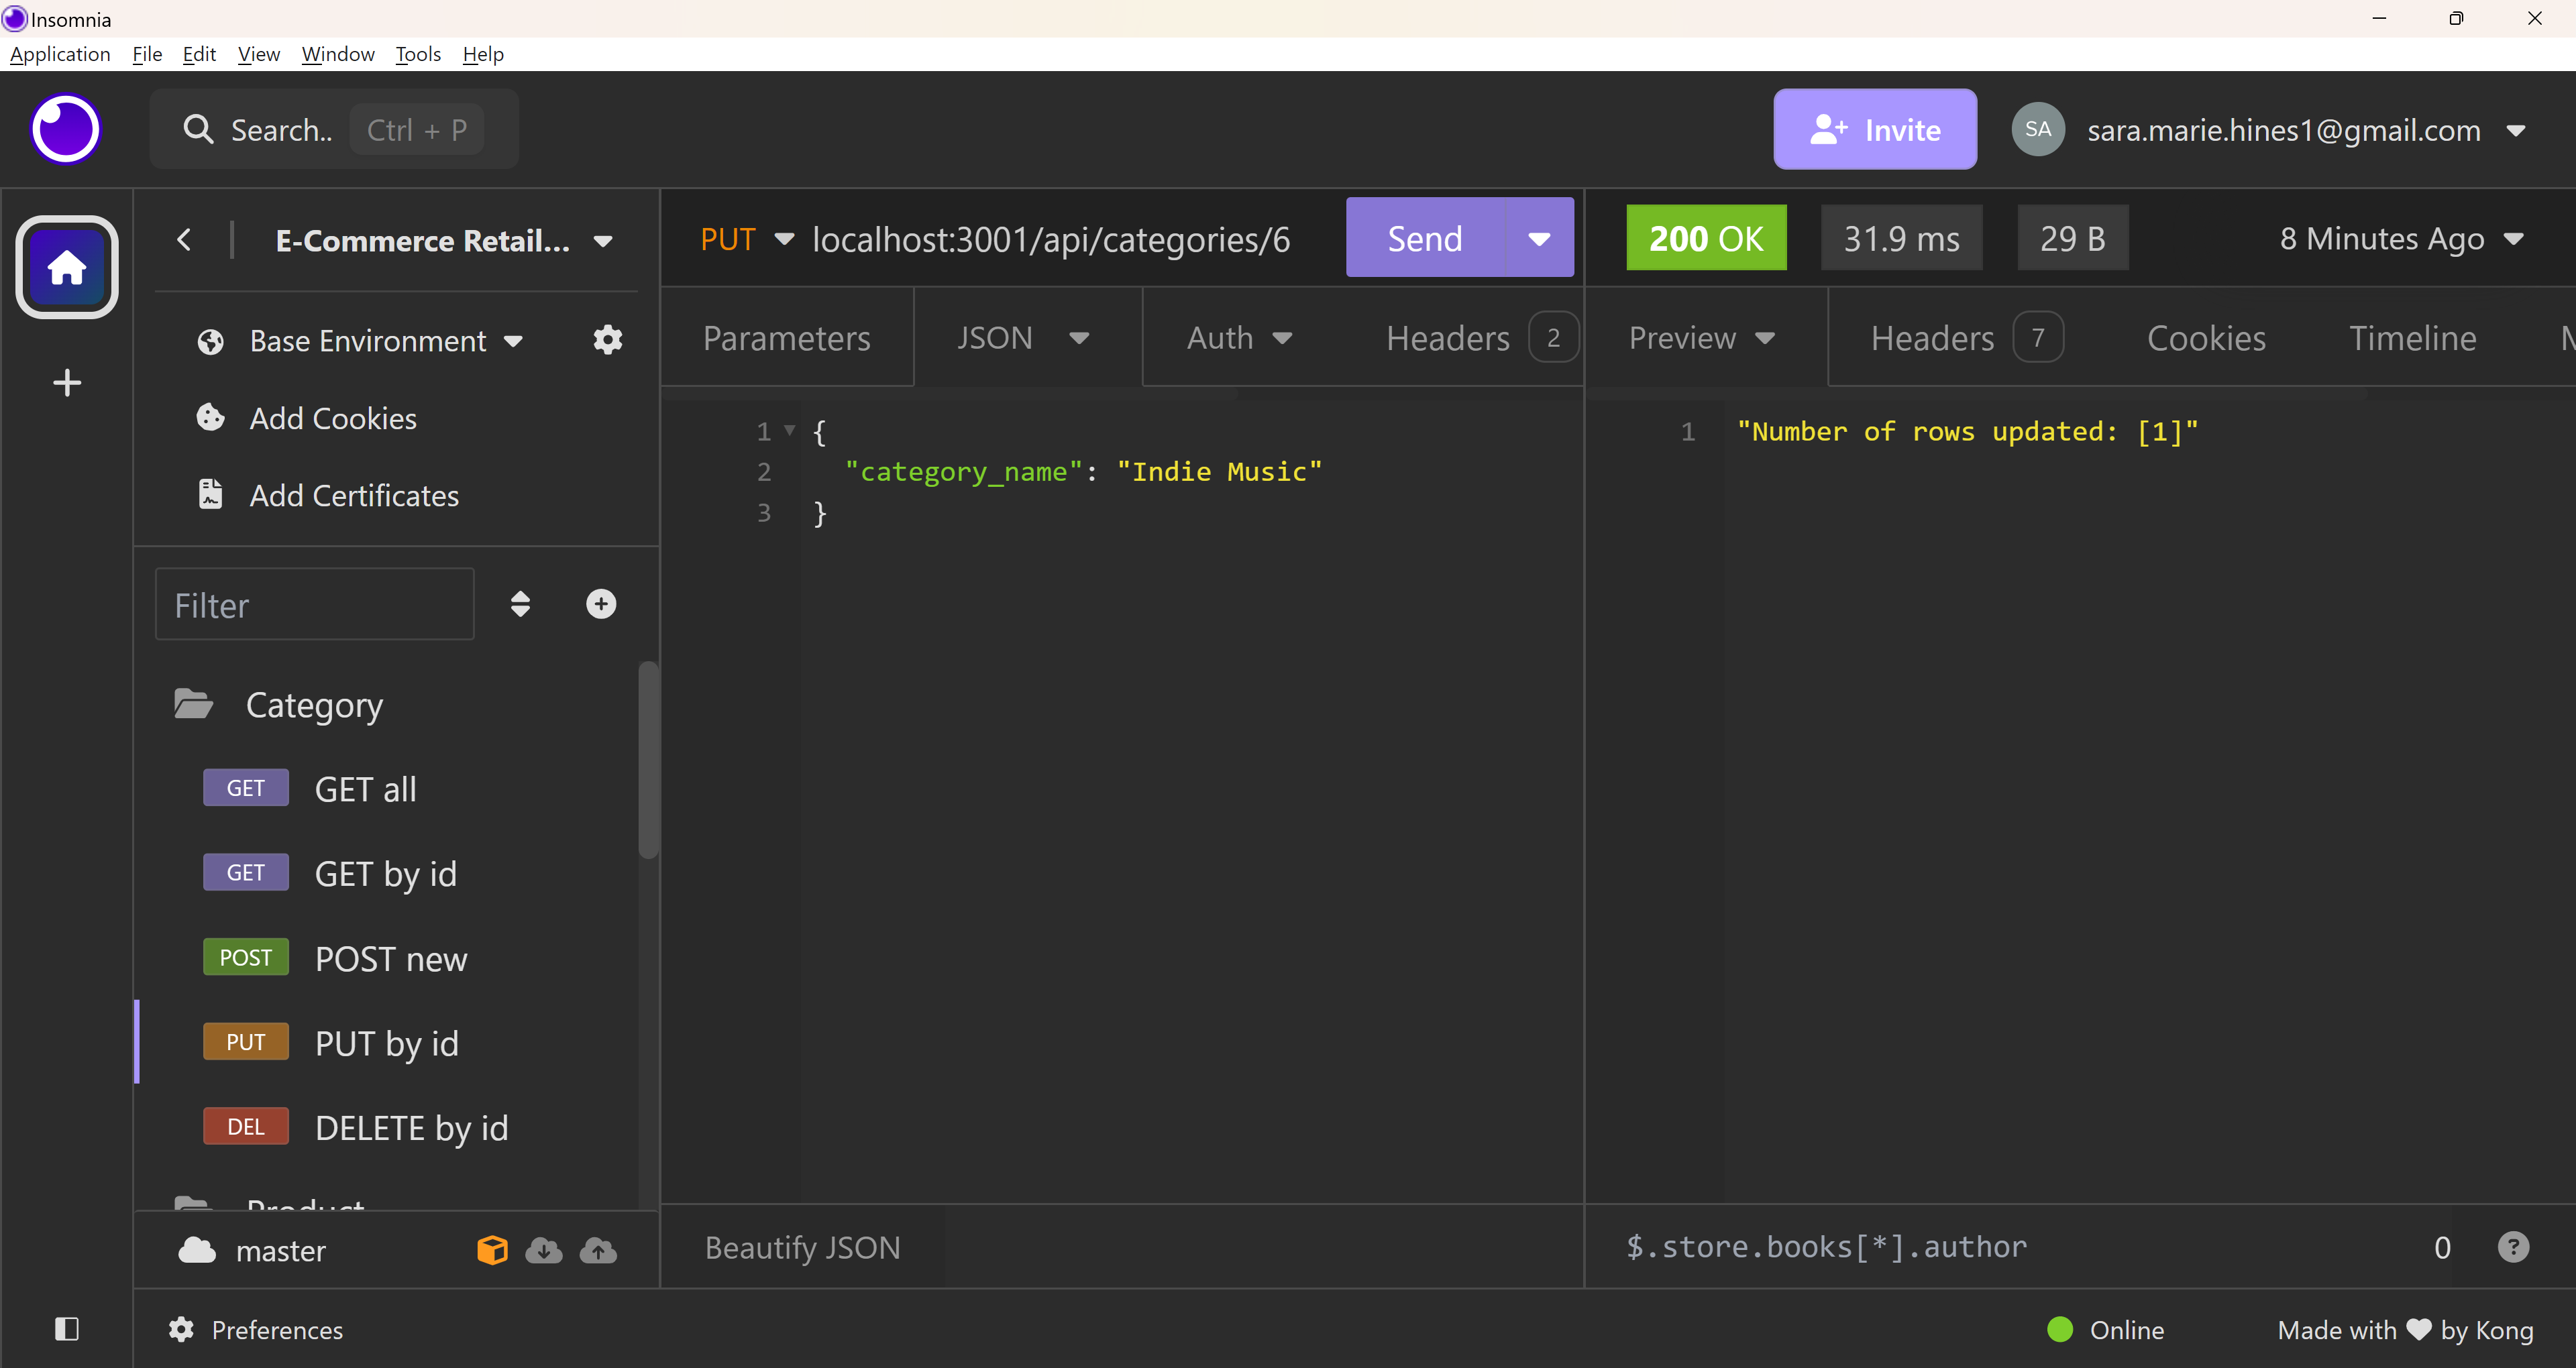 Insomnia
Application File Edit View Window Tools Help
Search.. Ctrl + P
Invite
SA sara.marie.hines1@gmail.com
E-Commerce Retail...
Base Environment
Add Cookies
Add Certificates
Filter
Category
GET GET all
GET GET by id
POST POST new
PUT PUT by id
DEL DELETE by id
Product
master
PUT localhost:3001/api/categories/6 Send
Parameters JSON Auth Headers 2
1 {
2 "category_name": "Indie Music"
3 }
Beautify JSON
200 OK 31.9 ms 29 B 8 Minutes Ago
Preview Headers 7 Cookies Timeline
1 "Number of rows updated: [1]"
$.store.books[*].author 0 ?
Preferences
Online
Made with ♥ by Kong